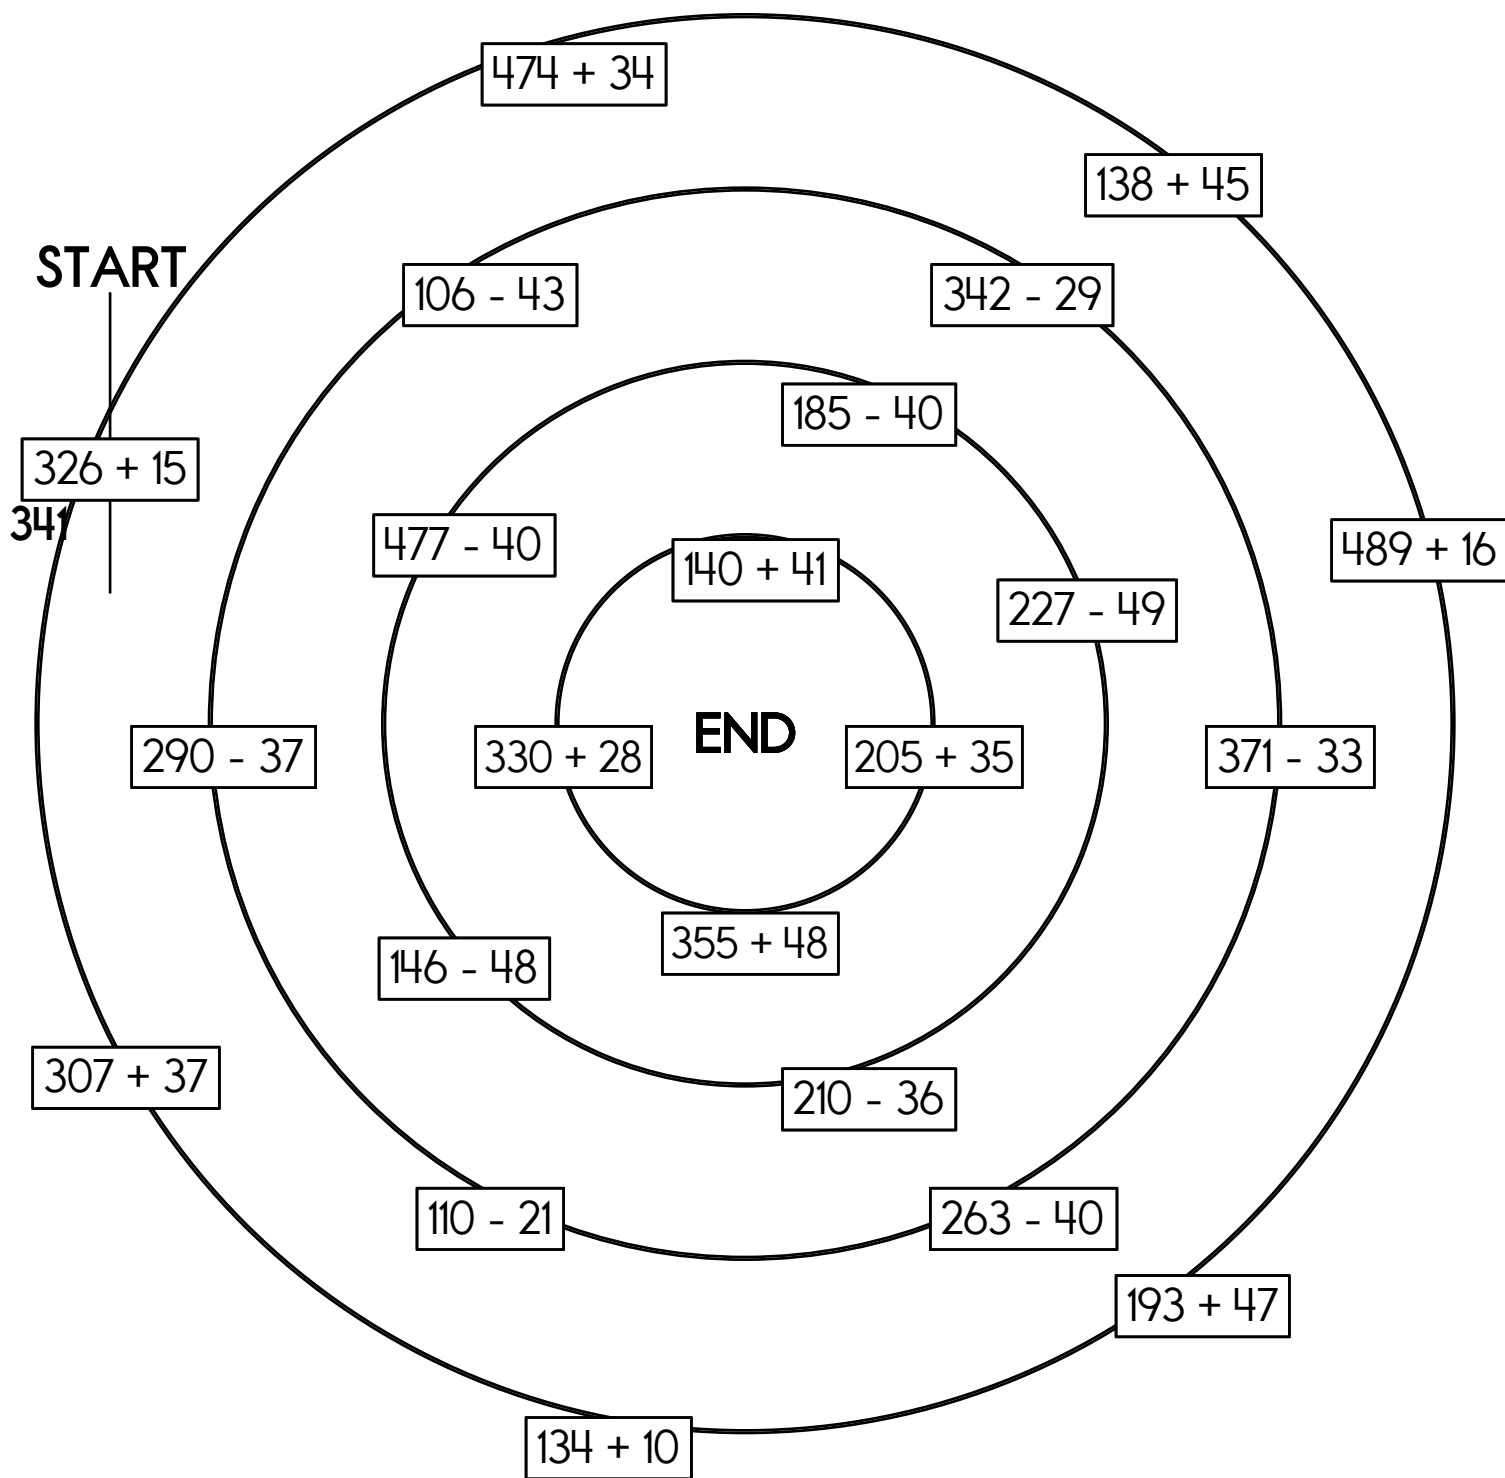 474 + 34
138 + 45
START
106 - 43
342 - 29
185 - 40
326 + 15
341
477 - 40
489 + 16
140 + 41
227 - 49
END
290 - 37
330 + 28
205 + 35
371 - 33
355 + 48
146 - 48
307 + 37
210 - 36
110 - 21
263 - 40
193 + 47
134 + 10